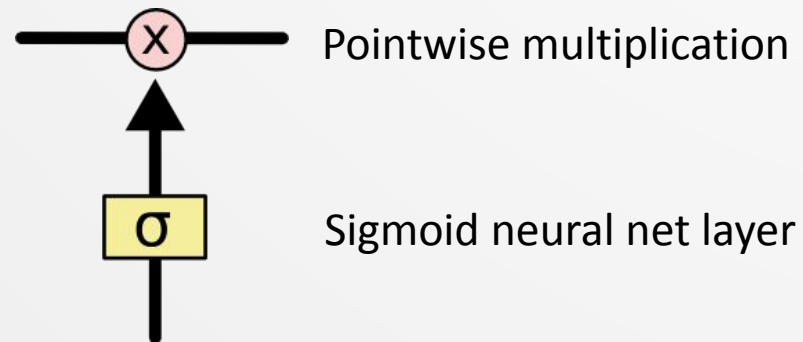 X Pointwise multiplication
σ Sigmoid neural net layer